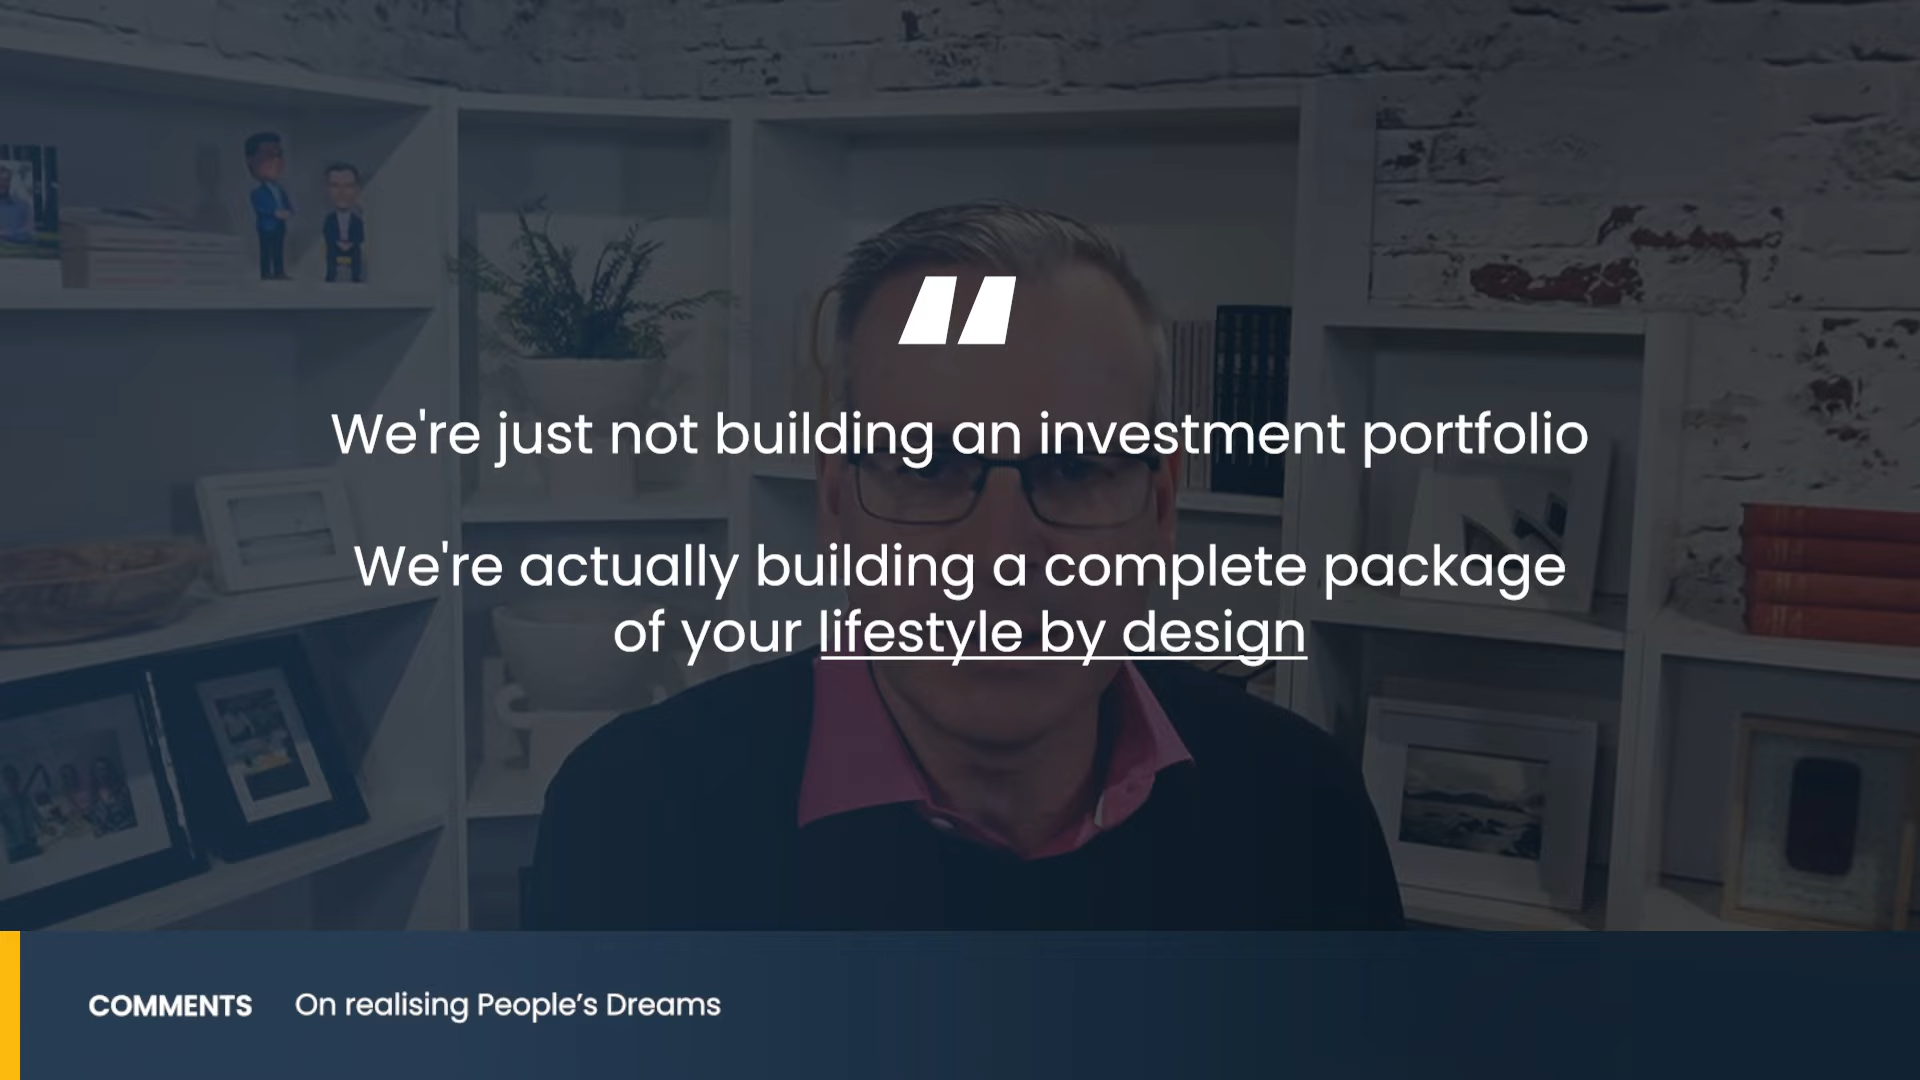 “
We're just not building an investment portfolio
We're actually building a complete package
of your lifestyle by design
COMMENTS On realising People’s Dreams